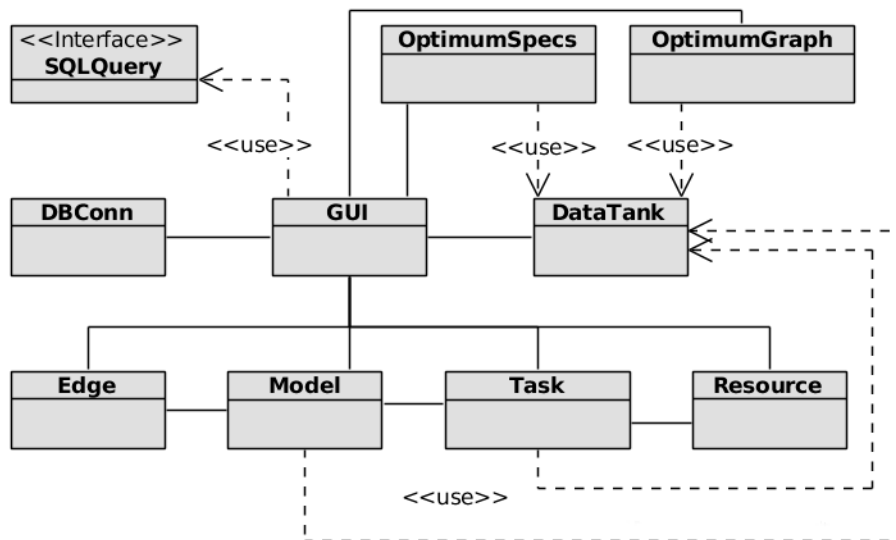 <<Interface>>
SQLQuery
OptimumSpecs
OptimumGraph
<<use>>
<<use>>
<<use>>
DBConn
GUI
DataTank
Edge
Model
Task
Resource
<<use>>